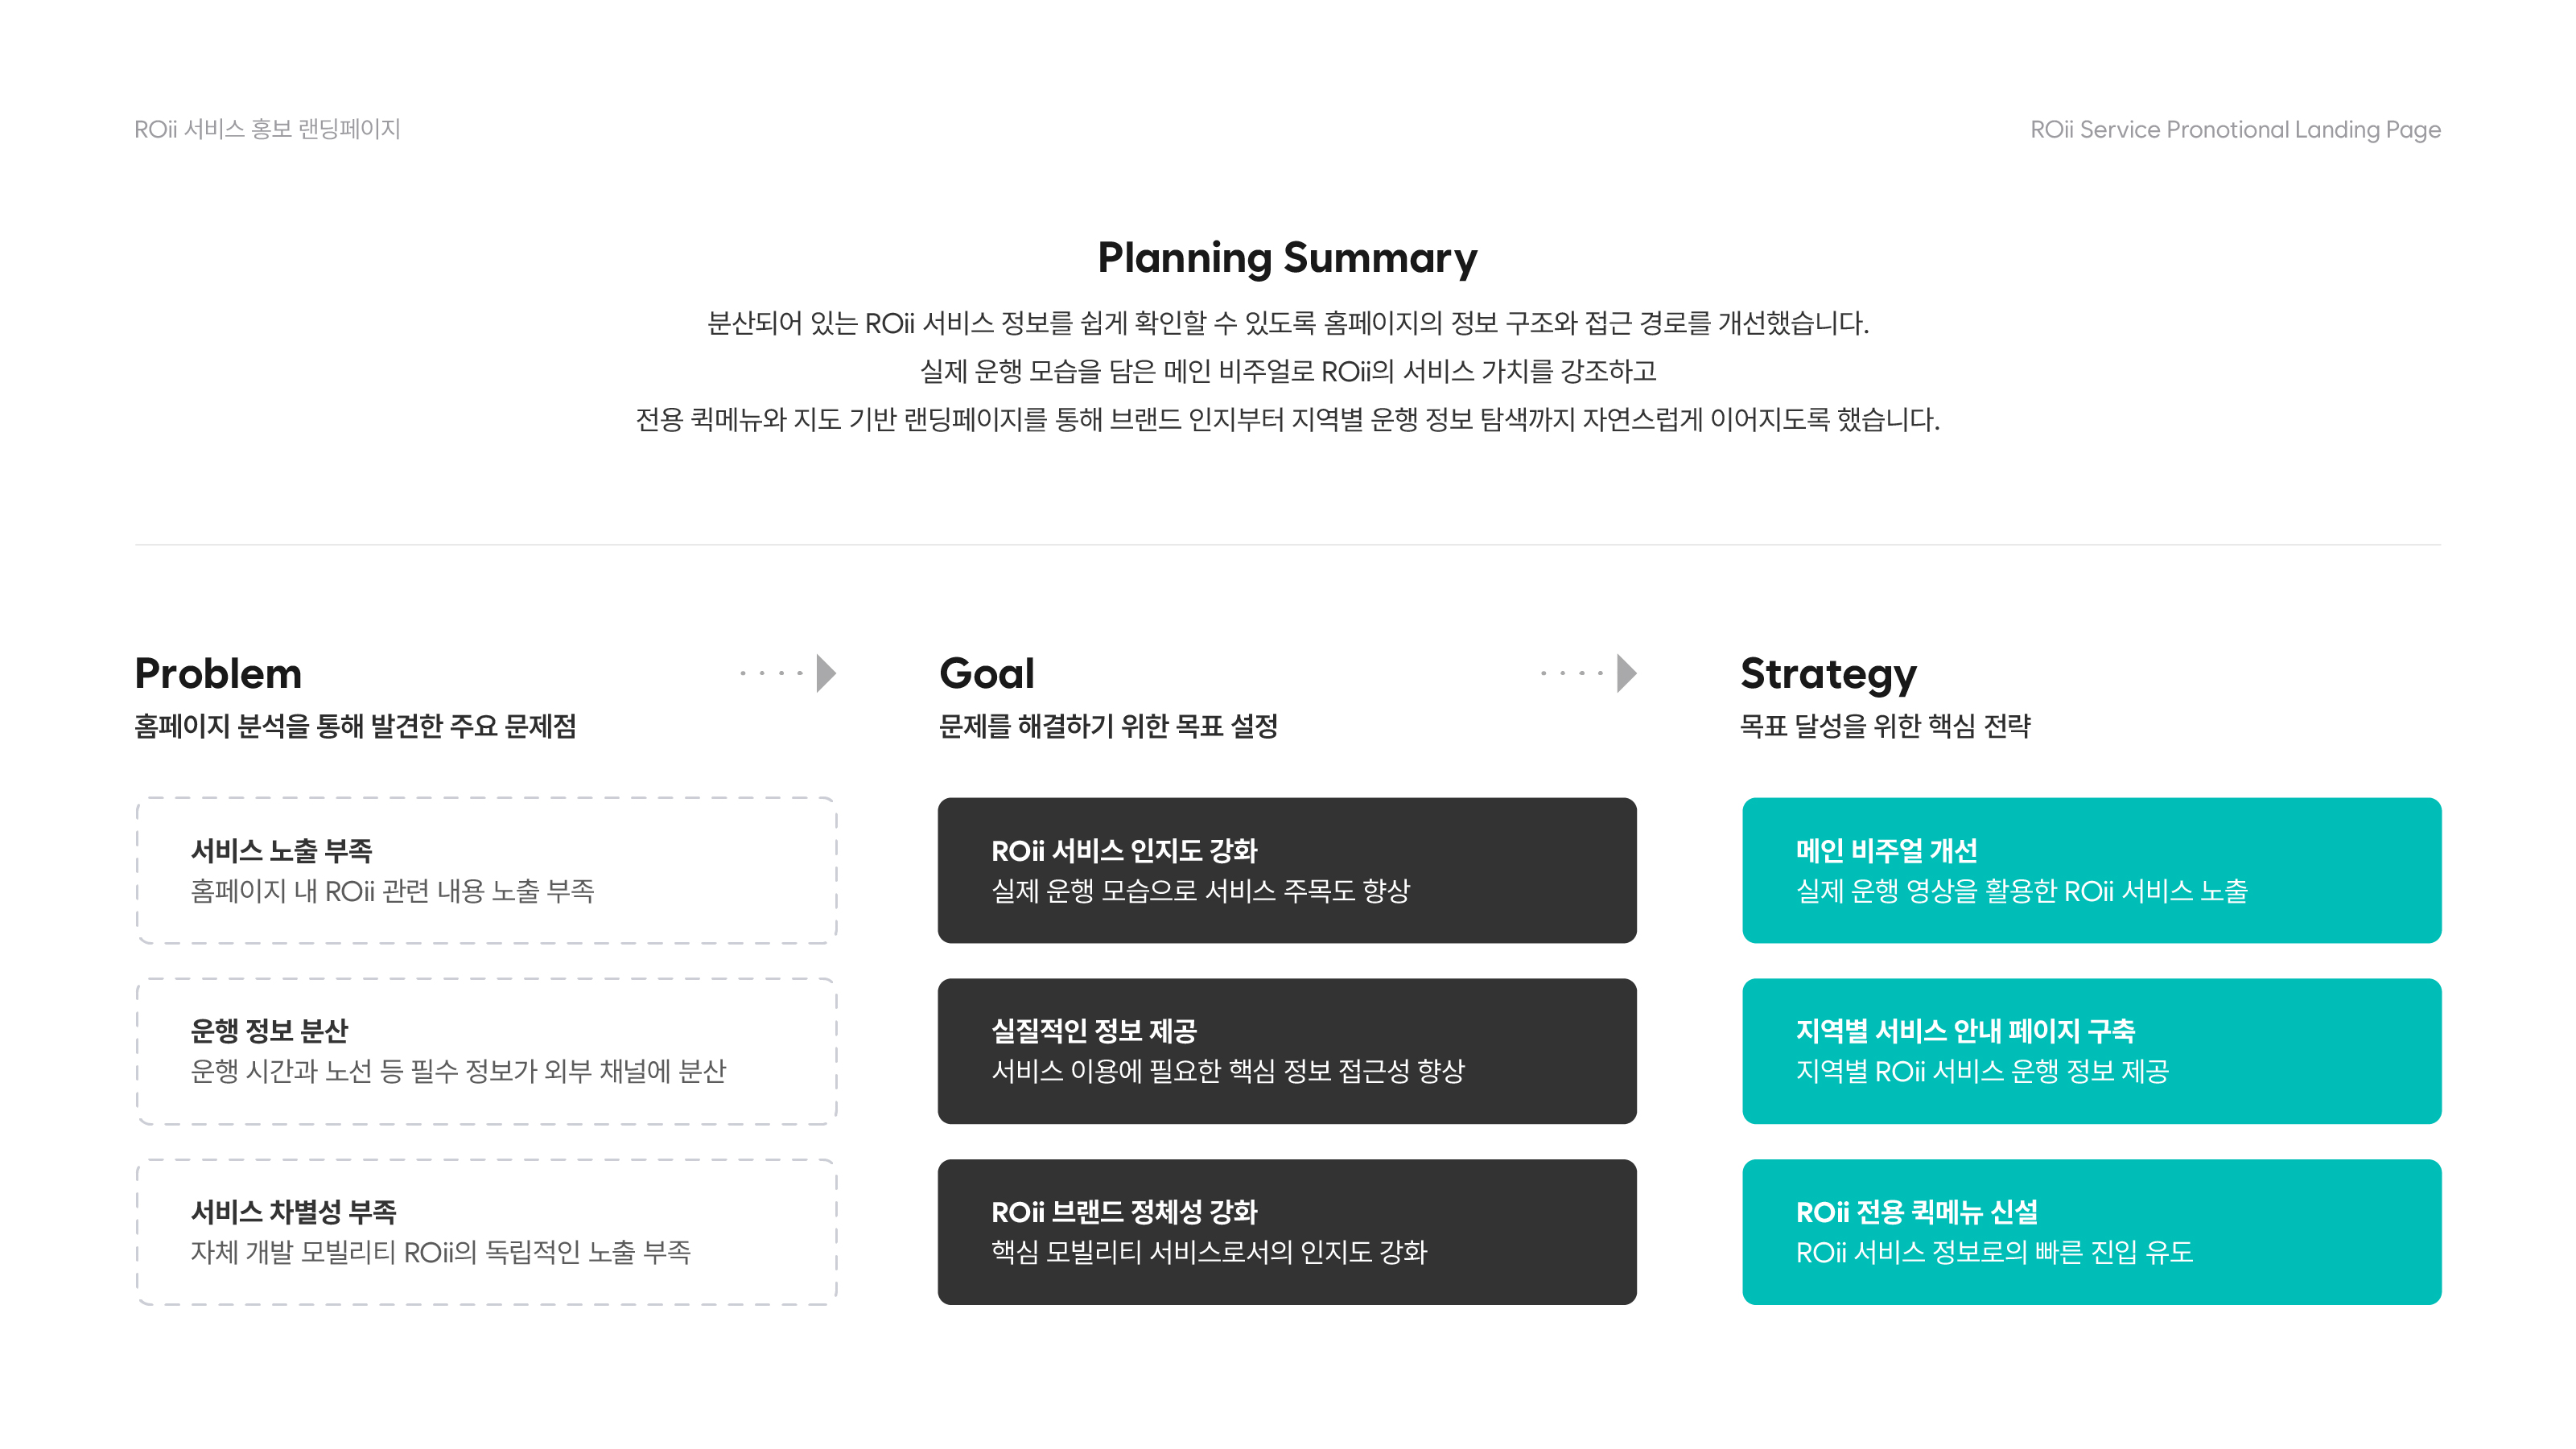 ROii 서비스 홍보 랜딩페이지
ROii Service Pronotional Landing Page
Planning Summary
분산되어 있는 ROii 서비스 정보를 쉽게 확인할 수 있도록 홈페이지의 정보 구조와 접근 경로를 개선했습니다.
실제 운행 모습을 담은 메인 비주얼로 ROii의 서비스 가치를 강조하고
전용 퀵메뉴와 지도 기반 랜딩페이지를 통해 브랜드 인지부터 지역별 운행 정보 탐색까지 자연스럽게 이어지도록 했습니다.
Problem
홈페이지 분석을 통해 발견한 주요 문제점
서비스 노출 부족
홈페이지 내 ROii 관련 내용 노출 부족
운행 정보 분산
운행 시간과 노선 등 필수 정보가 외부 채널에 분산
서비스 차별성 부족
자체 개발 모빌리티 ROii의 독립적인 노출 부족
Goal
문제를 해결하기 위한 목표 설정
ROii 서비스 인지도 강화
실제 운행 모습으로 서비스 주목도 향상
실질적인 정보 제공
서비스 이용에 필요한 핵심 정보 접근성 향상
ROii 브랜드 정체성 강화
핵심 모빌리티 서비스로서의 인지도 강화
Strategy
목표 달성을 위한 핵심 전략
메인 비주얼 개선
실제 운행 영상을 활용한 ROii 서비스 노출
지역별 서비스 안내 페이지 구축
지역별 ROii 서비스 운행 정보 제공
ROii 전용 퀵메뉴 신설
ROii 서비스 정보로의 빠른 진입 유도